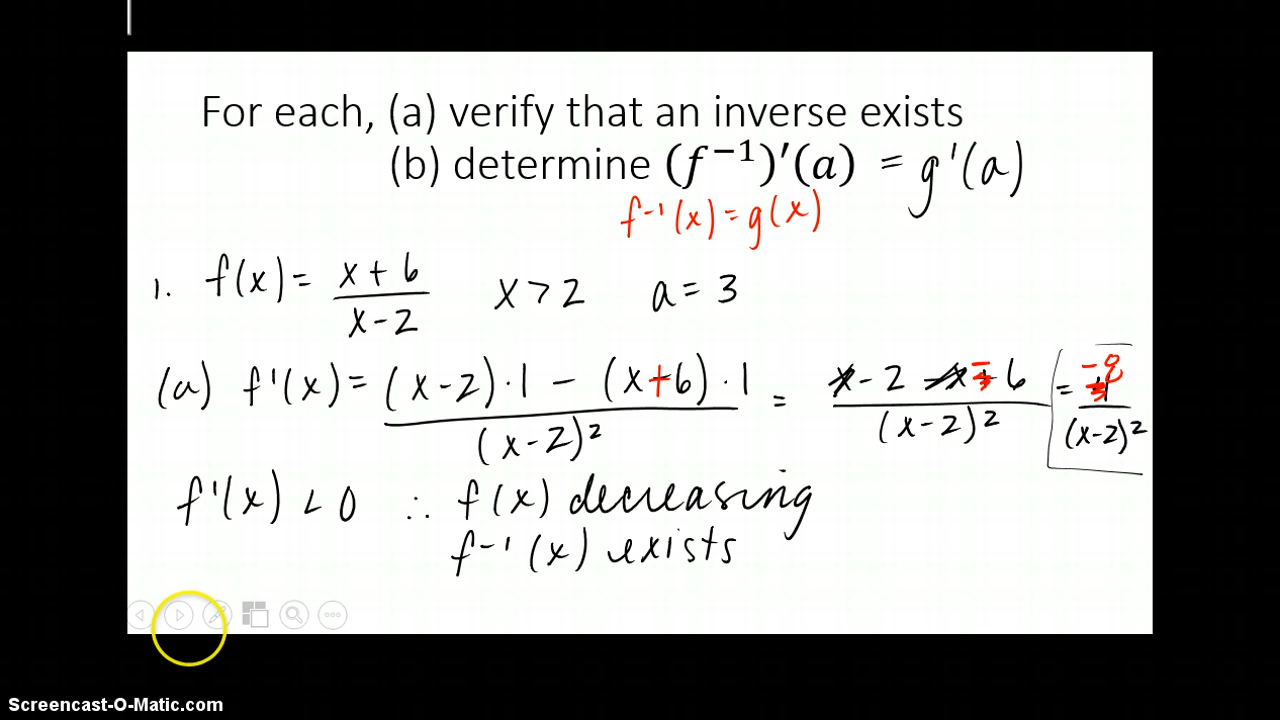 For each, (a) verify that an inverse exists
(b) determine (f⁻¹)′(a) = g'(a)
f⁻¹(x) = g(x)
1. f(x) = (x + 6)/(x - 2) x > 2 a = 3
(a) f'(x) = ((x-2)·1 - (x+6)·1)/(x-2)² = (x - 2 - x - 6)/(x-2)² = -8/(x-2)²
f'(x) < 0 ∴ f(x) decreasing
f⁻¹(x) exists
Screencast-O-Matic.com